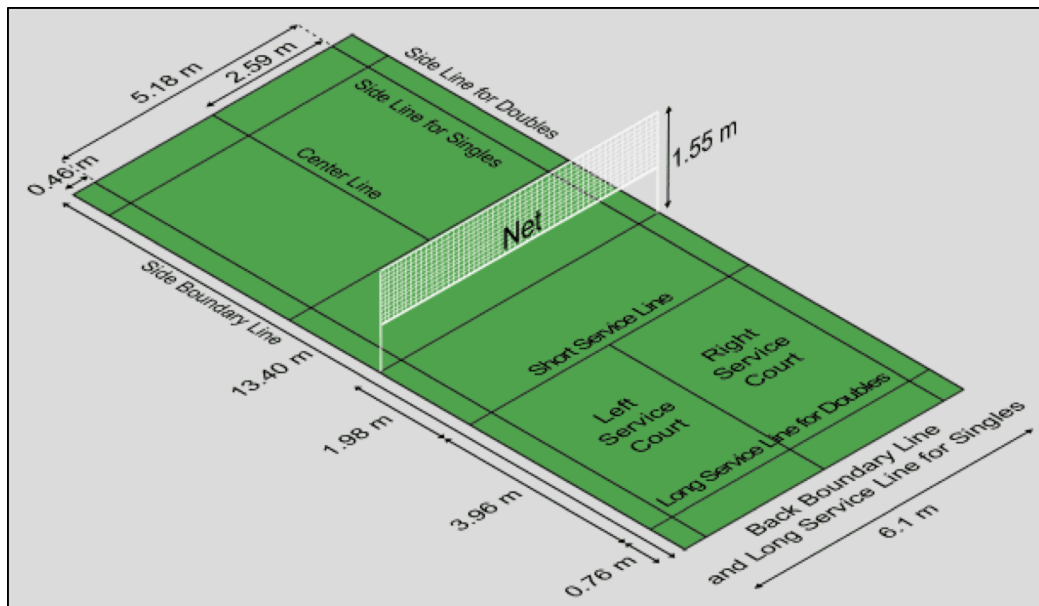 5.18 m
2.59 m
0.46 m
Side Line for Doubles
Side Line for Singles
Center Line
1.55 m
Net
Side Boundary Line
13.40 m
1.98 m
3.96 m
0.76 m
Short Service Line
Right
Service
Court
Left
Service
Court
Long Service Line for Doubles
Back Boundary Line
and Long Service Line for Singles
6.1 m